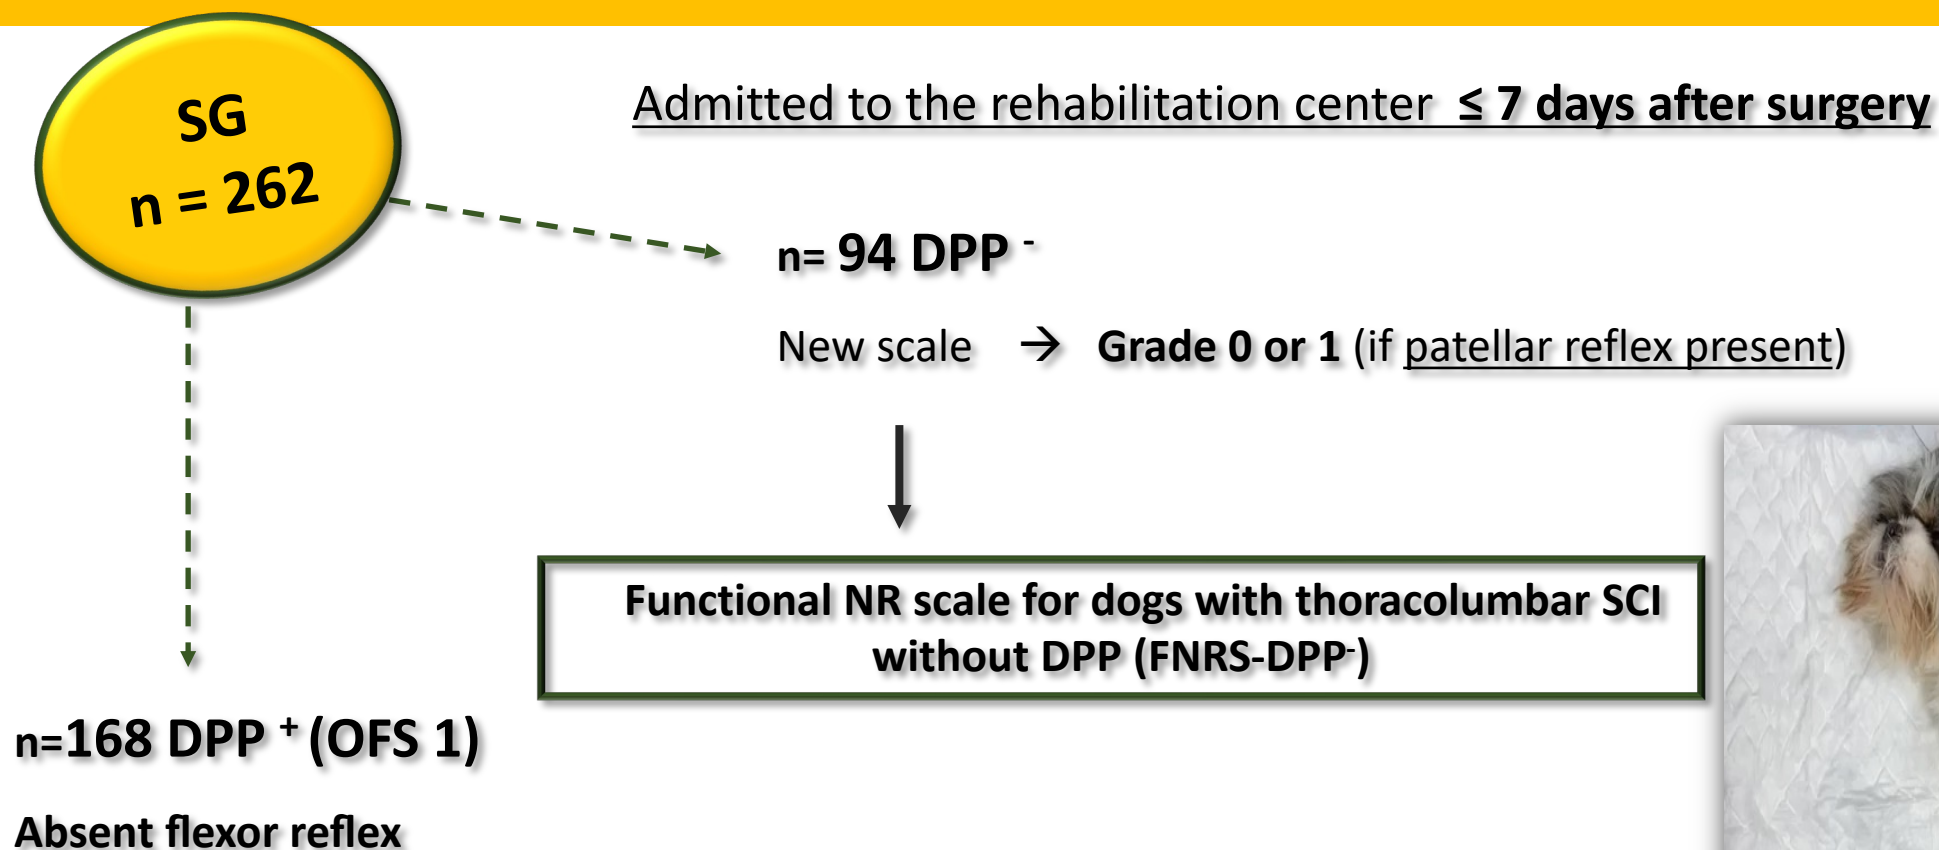 SG
n = 262
Admitted to the rehabilitation center ≤ 7 days after surgery
n= 94 DPP -
New scale → Grade 0 or 1 (if patellar reflex present)
Functional NR scale for dogs with thoracolumbar SCI
without DPP (FNRS-DPP-)
n=168 DPP + (OFS 1)
Absent flexor reflex